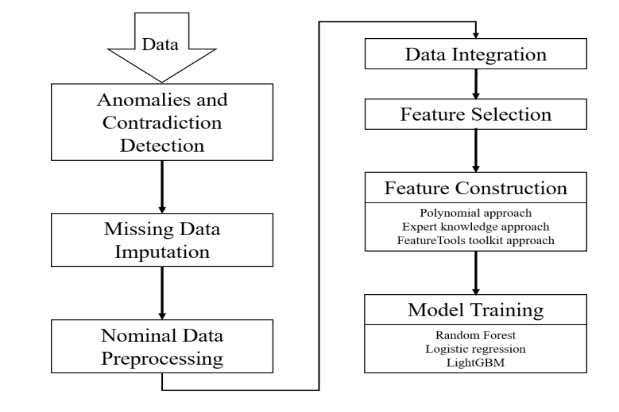 Data
Anomalies and
Contradiction
Detection
Missing Data
Imputation
Nominal Data
Preprocessing
Data Integration
Feature Selection
Feature Construction
Polynomial approach
Expert knowledge approach
FeatureTools toolkit approach
Model Training
Random Forest
Logistic regression
LightGBM